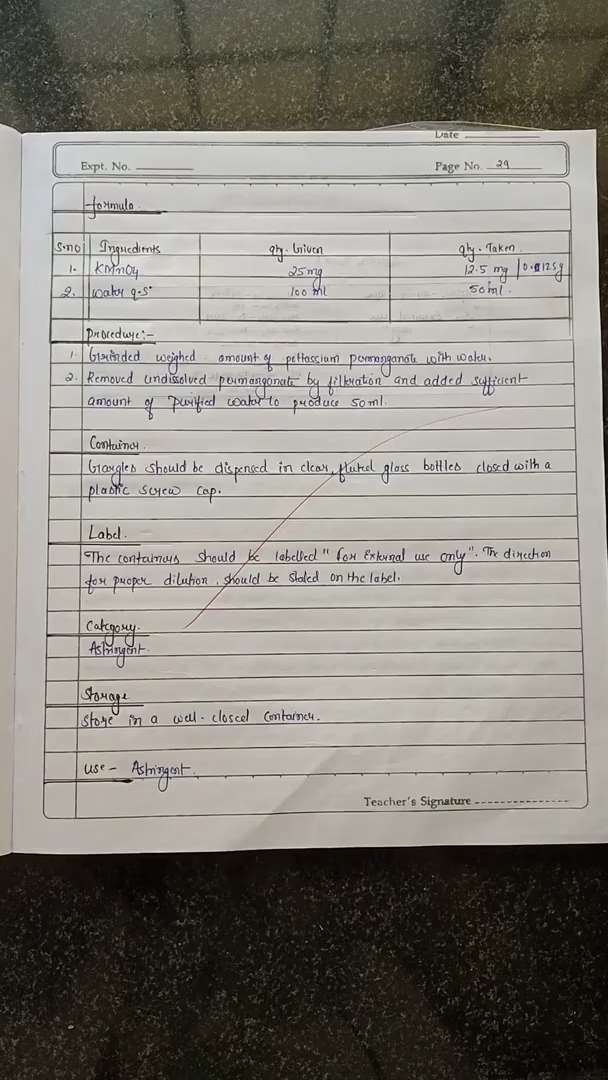 Date
Expt. No. Page No. 29
formula.
S.no Ingredients qty. Given qty. Taken
1. KMnO4 25mg 12.5 mg / 0.0125g
2. Water q.s. 100 ml 50ml.
Procedure:-
1. Grinded weighed amount of pottassium permanganate with water.
2. Removed undissolved permanganate by filtration and added sufficient
amount of purified water to produce 50ml.
Container.
Gargles should be dispensed in clear, fluted glass bottles closed with a
plastic screw cap.
Label.
The containers should be labelled "for External use only". The direction
for proper dilution, should be stated on the label.
Category.
Astringent.
Storage
store in a well-closed container.
use - Astringent.
Teacher's Signature